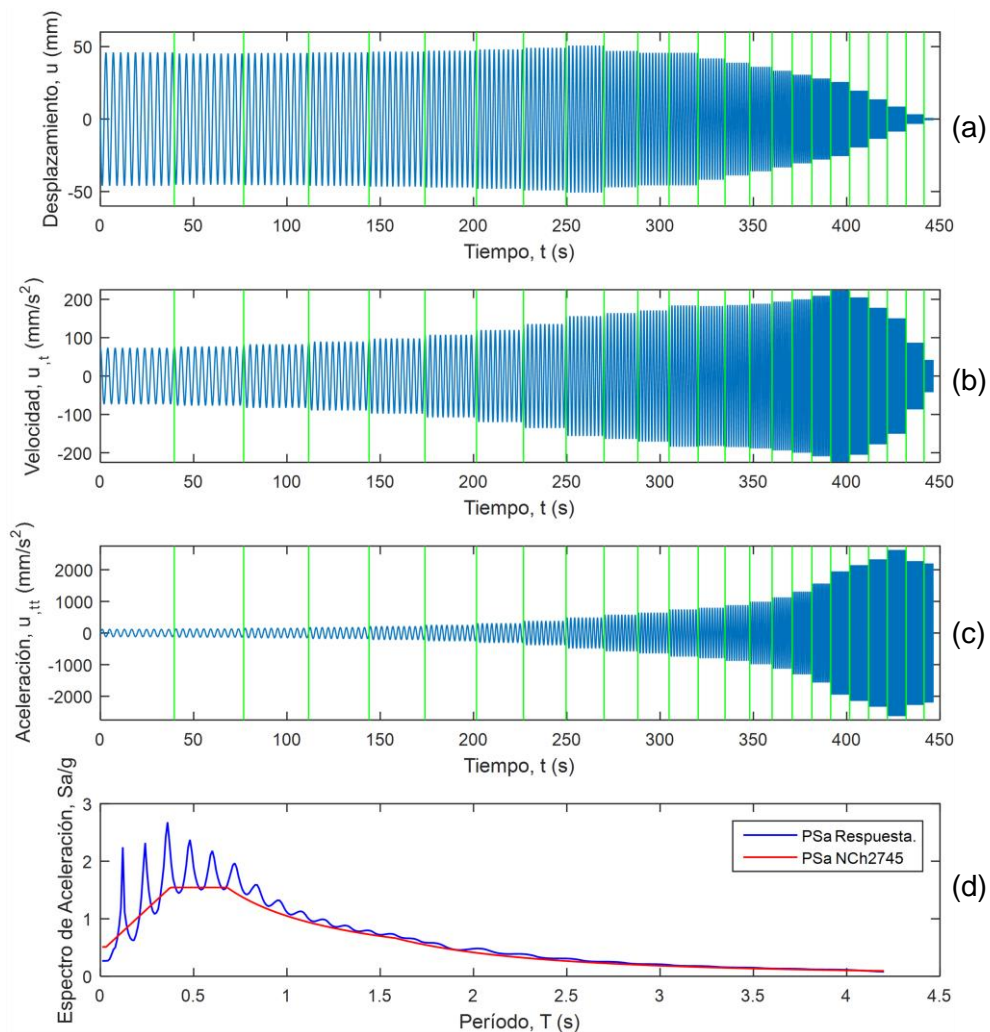 50
0
-50
Desplazamiento, u (mm)
0 50 100 150 200 250 300 350 400 450
Tiempo, t (s)
(a)
200
100
0
-100
-200
Velocidad, u,t (mm/s²)
0 50 100 150 200 250 300 350 400 450
Tiempo, t (s)
(b)
2000
1000
0
-1000
-2000
Aceleración, u,tt (mm/s²)
0 50 100 150 200 250 300 350 400 450
Tiempo, t (s)
(c)
3
2
1
0
Espectro de Aceleración, Sa/g
PSa Respuesta.
PSa NCh2745
0 0.5 1 1.5 2 2.5 3 3.5 4 4.5
Período, T (s)
(d)